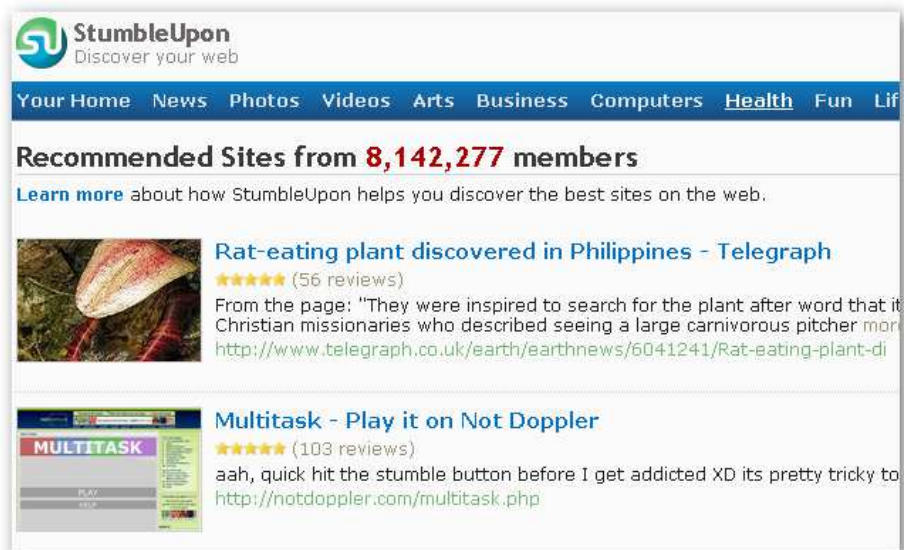 StumbleUpon
Discover your web
Your Home News Photos Videos Arts Business Computers Health Fun Lif
Recommended Sites from 8,142,277 members
Learn more about how StumbleUpon helps you discover the best sites on the web.
Rat-eating plant discovered in Philippines - Telegraph
(56 reviews)
From the page: "They were inspired to search for the plant after word that it
Christian missionaries who described seeing a large carnivorous pitcher more
http://www.telegraph.co.uk/earth/earthnews/6041241/Rat-eating-plant-di
Multitask - Play it on Not Doppler
(103 reviews)
aah, quick hit the stumble button before I get addicted XD its pretty tricky to
http://notdoppler.com/multitask.php
MULTITASK
PLAY
HELP